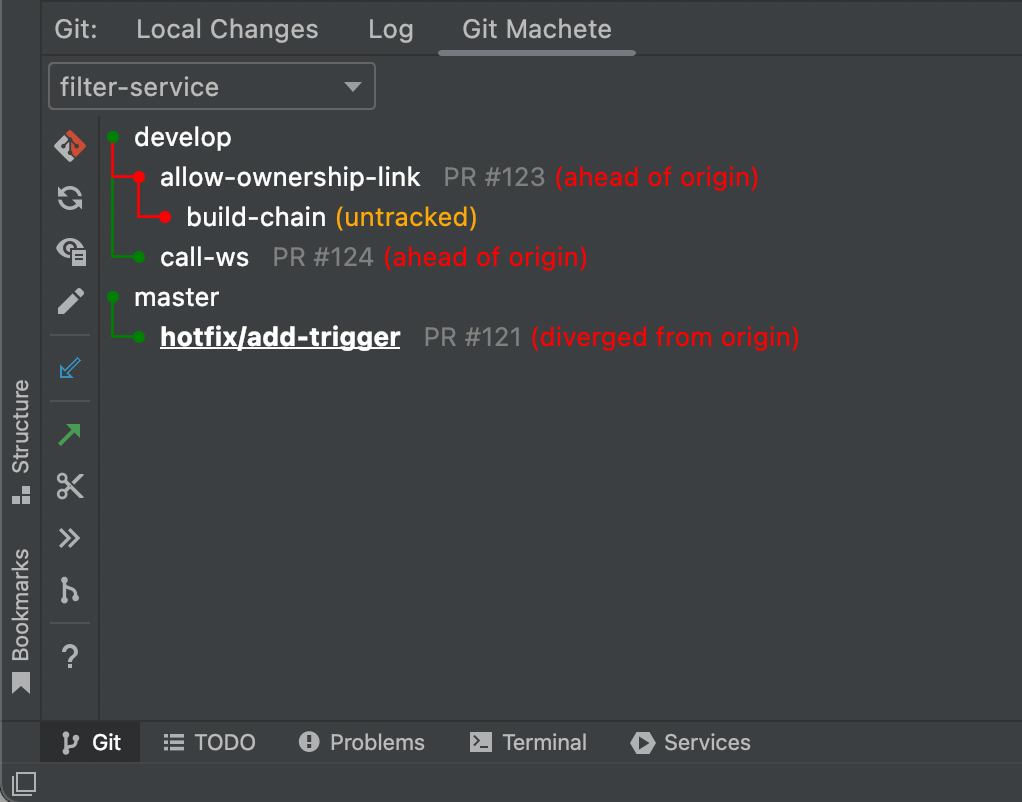 Git: Local Changes Log Git Machete
filter-service
develop
allow-ownership-link PR #123 (ahead of origin)
build-chain (untracked)
call-ws PR #124 (ahead of origin)
master
hotfix/add-trigger PR #121 (diverged from origin)
?
Structure
Bookmarks
Git TODO Problems Terminal Services